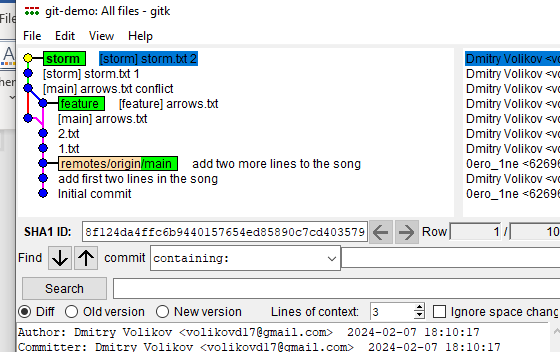 git-demo: All files - gitk
File Edit View Help
storm [storm] storm.txt 2 Dmitry Volikov <vo
[storm] storm.txt 1 Dmitry Volikov <vo
[main] arrows.txt conflict Dmitry Volikov <vo
feature [feature] arrows.txt Dmitry Volikov <vo
[main] arrows.txt Dmitry Volikov <vo
2.txt Dmitry Volikov <vo
1.txt Dmitry Volikov <vo
remotes/origin/main add two more lines to the song 0ero_1ne <62696
add first two lines in the song Dmitry Volikov <vo
Initial commit 0ero_1ne <62696
SHA1 ID: 8f124da4ffc6b9440157654ed85890c7cd403579 Row 1 / 10
Find commit containing:
Search
Diff Old version New version Lines of context: 3 Ignore space chang
Author: Dmitry Volikov <volikovd17@gmail.com> 2024-02-07 18:10:17
Committer: Dmitry Volikov <volikovd17@gmail.com> 2024-02-07 18:10:17